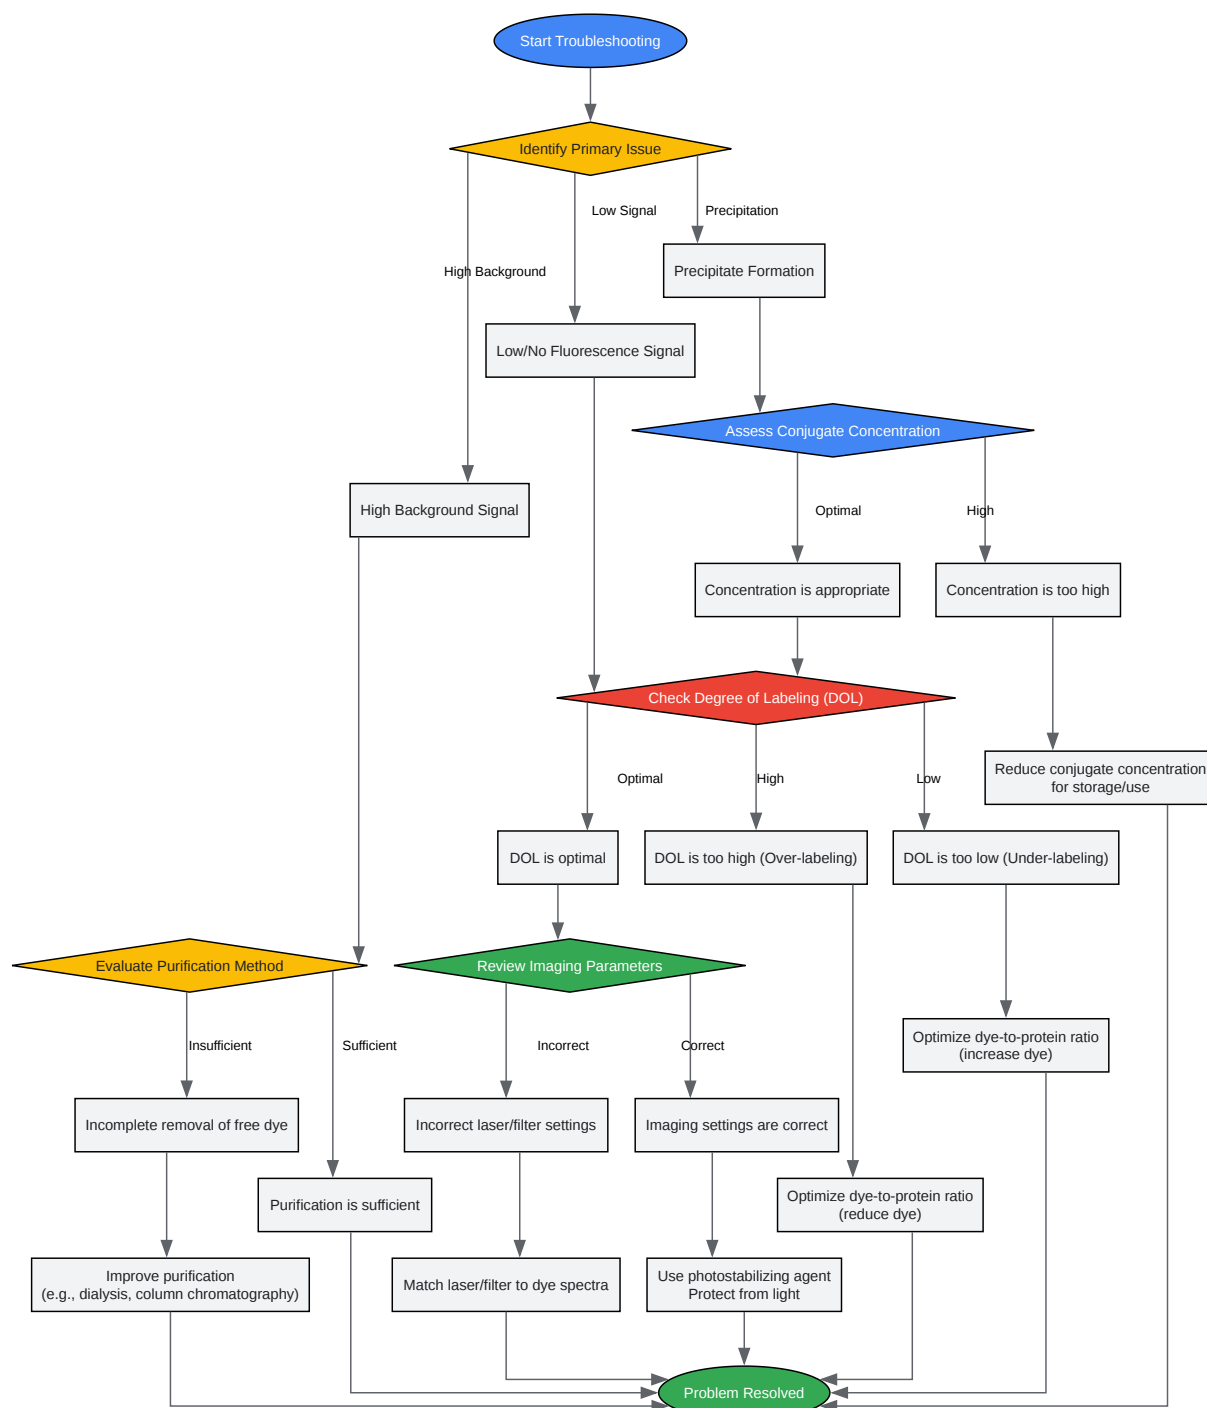 Start Troubleshooting
Identify Primary Issue
Low Signal
Precipitation
High Background
Precipitate Formation
Low/No Fluorescence Signal
Assess Conjugate Concentration
High Background Signal
Optimal
High
Concentration is appropriate
Concentration is too high
Check Degree of Labeling (DOL)
Reduce conjugate concentration
for storage/use
Optimal
High
Low
DOL is optimal
DOL is too high (Over-labeling)
DOL is too low (Under-labeling)
Evaluate Purification Method
Review Imaging Parameters
Insufficient
Sufficient
Incorrect
Correct
Optimize dye-to-protein ratio
(increase dye)
Incomplete removal of free dye
Incorrect laser/filter settings
Imaging settings are correct
Purification is sufficient
Optimize dye-to-protein ratio
(reduce dye)
Improve purification
(e.g., dialysis, column chromatography)
Match laser/filter to dye spectra
Use photostabilizing agent
Protect from light
Problem Resolved